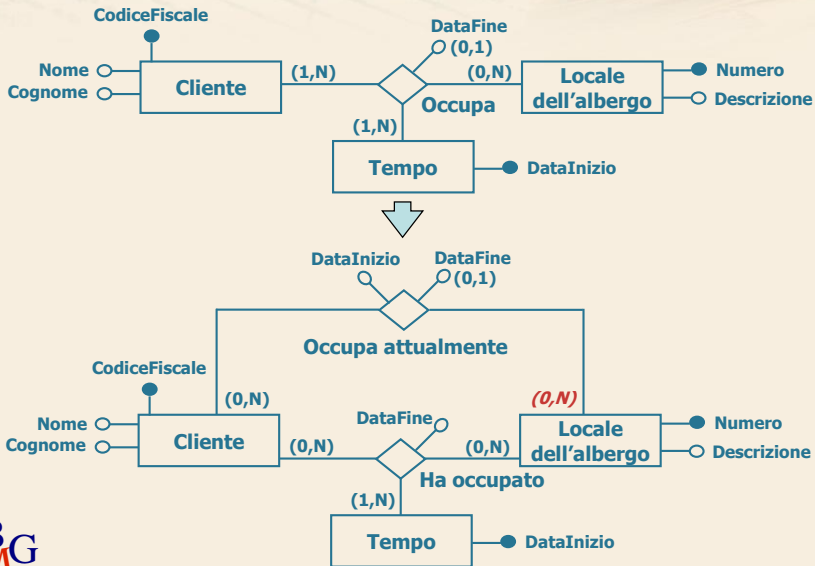 CodiceFiscale
DataFine
(0,1)
Nome
Cognome
Cliente
(1,N)
(0,N)
Occupa
Locale
dell'albergo
Numero
Descrizione
(1,N)
Tempo
DataInizio
DataInizio
DataFine
(0,1)
Occupa attualmente
CodiceFiscale
(0,N)
(0,N)
Nome
Cognome
Cliente
(0,N)
DataFine
(0,N)
Ha occupato
Locale
dell'albergo
Numero
Descrizione
(1,N)
Tempo
DataInizio
G